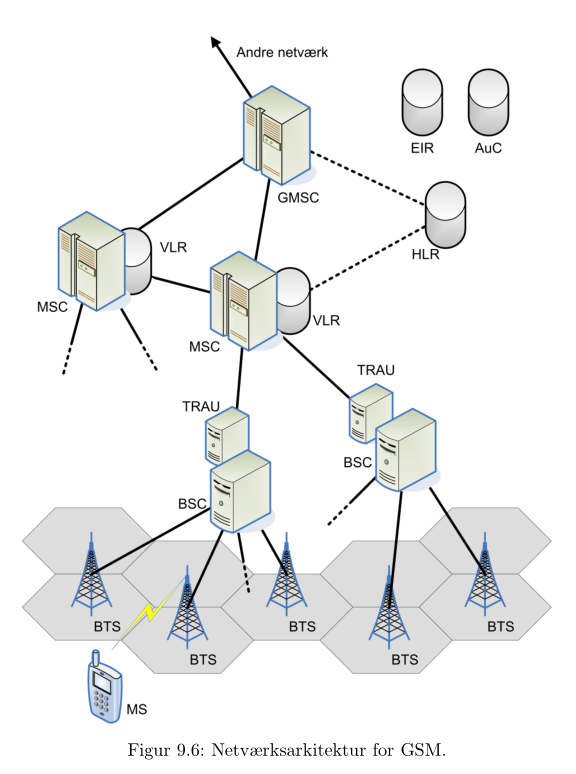 Andre netværk
EIR
AuC
GMSC
VLR
HLR
MSC
VLR
MSC
TRAU
TRAU
BSC
BSC
BTS
BTS
BTS
BTS
BTS
MS
Figur 9.6: Netværksarkitektur for GSM.